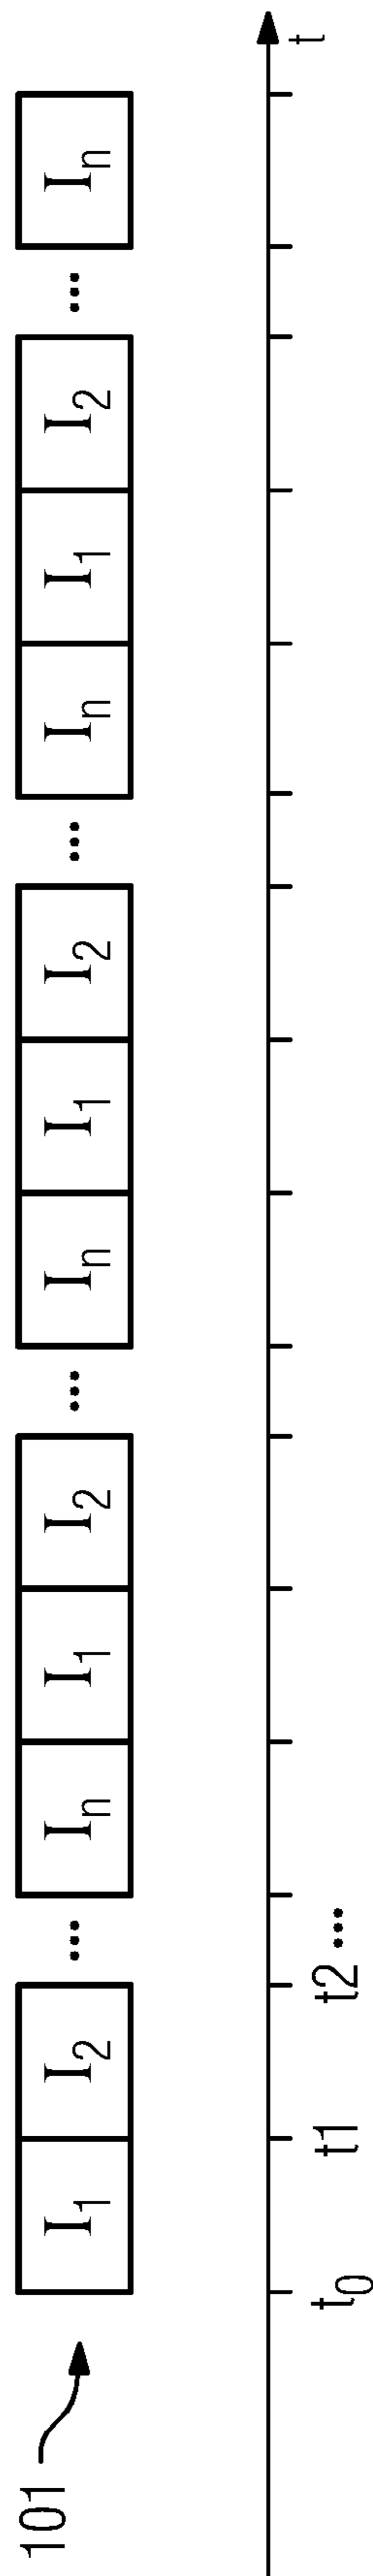 101 I₁ I₂ ... Iₙ I₁ I₂ ... Iₙ I₁ I₂ ... Iₙ I₁ I₂ ... Iₙ
t₀ t1 t2 ... t